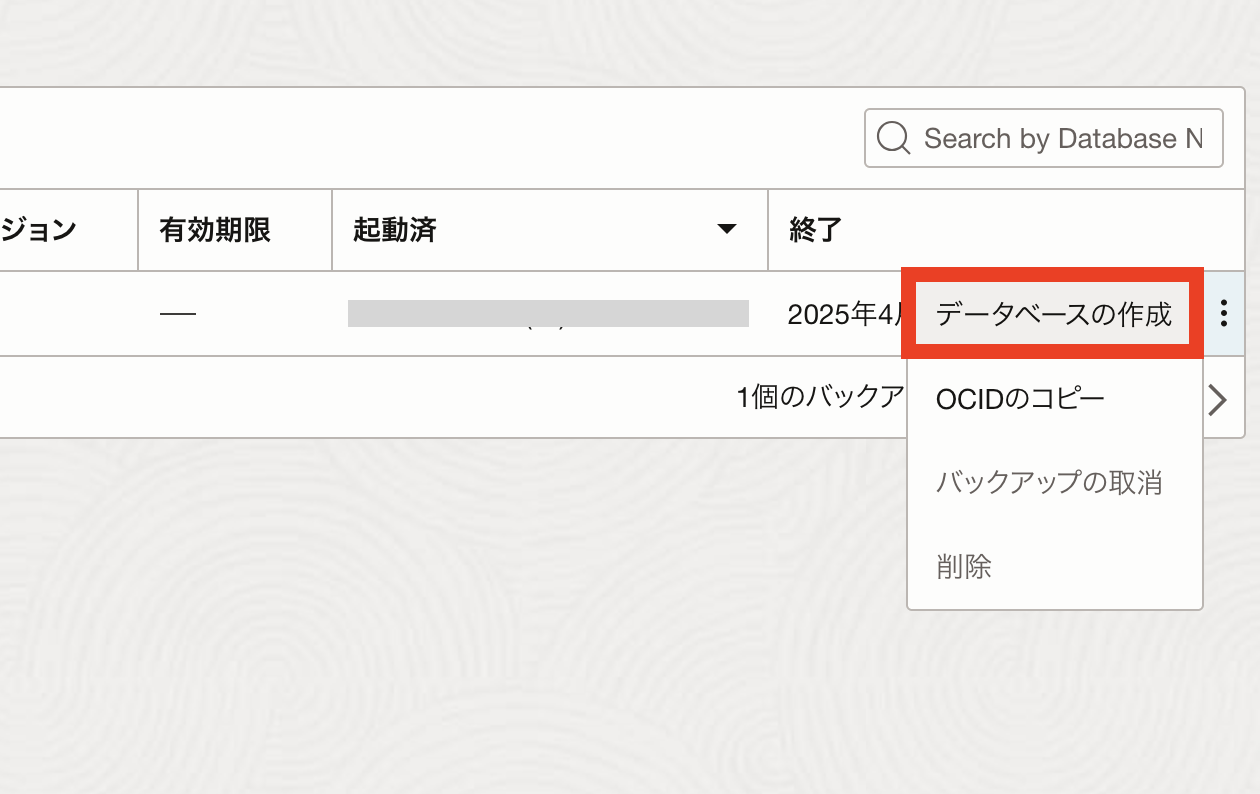 Search by Database N
ジョン 有効期限 起動済 終了
— 2025年4月 データベースの作成
1個のバックア OCIDのコピー
バックアップの取消
削除